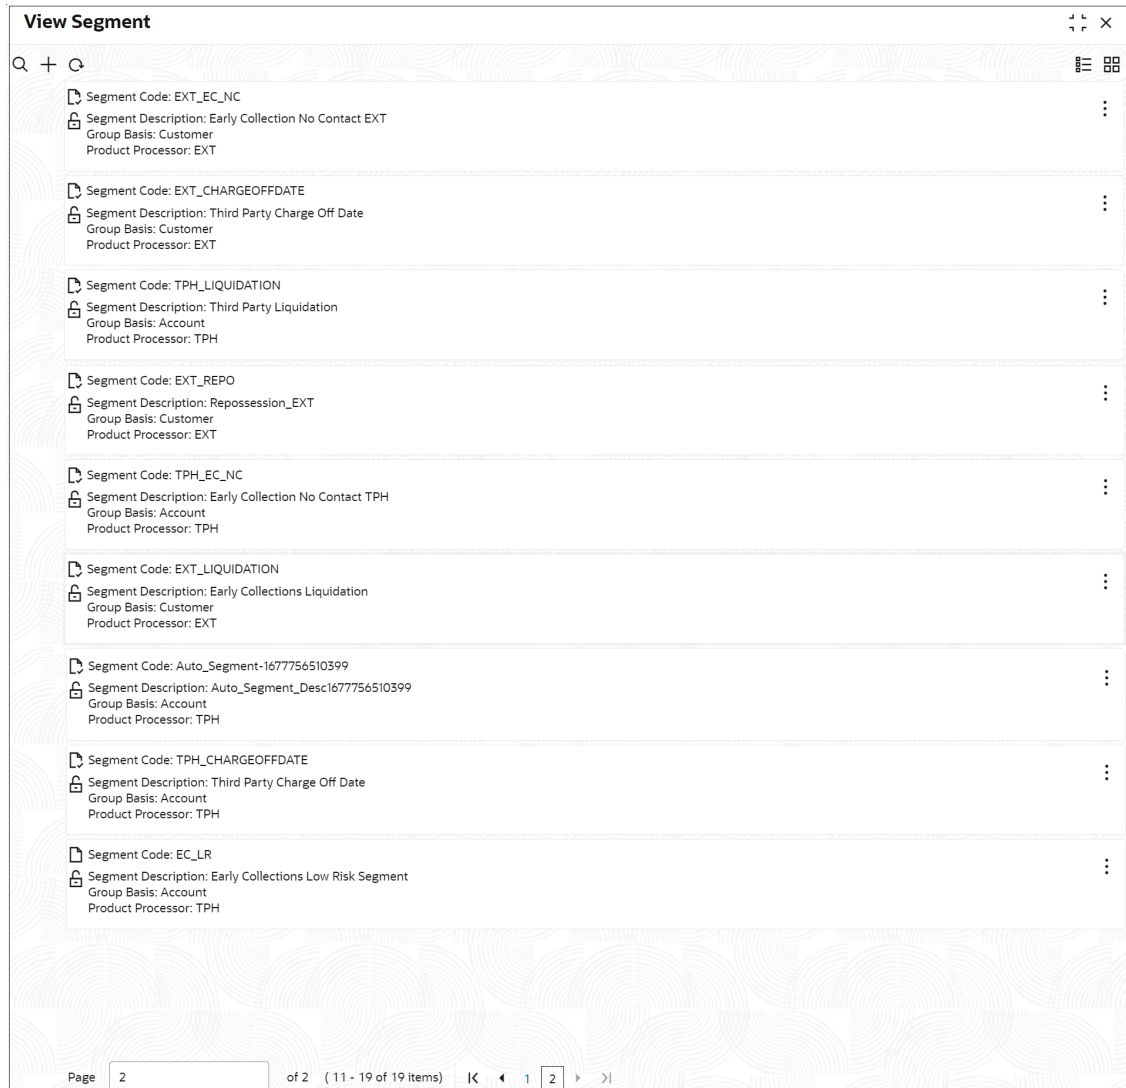 View Segment
Segment Code: EXT_EC_NC
Segment Description: Early Collection No Contact EXT
Group Basis: Customer
Product Processor: EXT
Segment Code: EXT_CHARGEOFFDATE
Segment Description: Third Party Charge Off Date
Group Basis: Customer
Product Processor: EXT
Segment Code: TPH_LIQUIDATION
Segment Description: Third Party Liquidation
Group Basis: Account
Product Processor: TPH
Segment Code: EXT_REPO
Segment Description: Repossession_EXT
Group Basis: Customer
Product Processor: EXT
Segment Code: TPH_EC_NC
Segment Description: Early Collection No Contact TPH
Group Basis: Account
Product Processor: TPH
Segment Code: EXT_LIQUIDATION
Segment Description: Early Collections Liquidation
Group Basis: Customer
Product Processor: EXT
Segment Code: Auto_Segment-1677756510399
Segment Description: Auto_Segment_Desc1677756510399
Group Basis: Account
Product Processor: TPH
Segment Code: TPH_CHARGEOFFDATE
Segment Description: Third Party Charge Off Date
Group Basis: Account
Product Processor: TPH
Segment Code: EC_LR
Segment Description: Early Collections Low Risk Segment
Group Basis: Account
Product Processor: TPH
Page 2 of 2 ( 11 - 19 of 19 items) 1 2